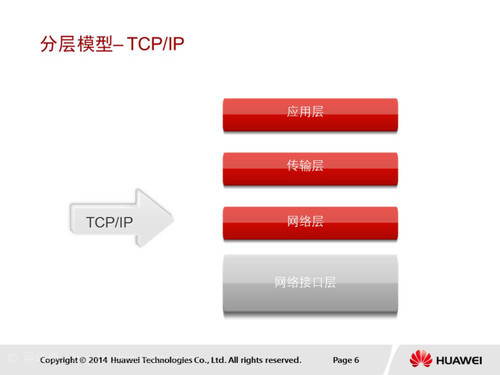 分层模型– TCP/IP
应用层
传输层
网络层
TCP/IP
网络接口层
Copyright © 2014 Huawei Technologies Co., Ltd. All rights reserved.
Page 6
HUAWEI